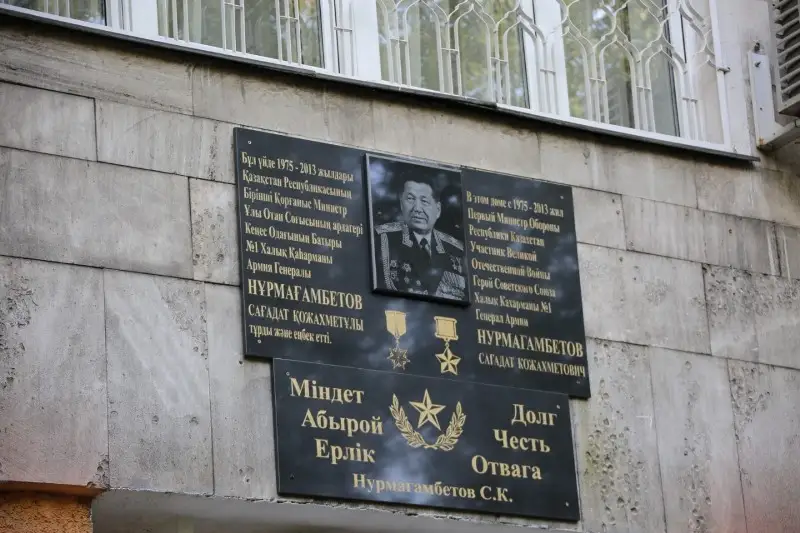 Бұл үйде 1975 - 2013 жылдары
Қазақстан Республикасының
Бірінші Қорғаныс Министр
Ұлы Отан Соғысының ардагері
Кеңес Одағының Батыры
№1 Халық Қаһарманы
Армия Генералы
НҰРМАҒАМБЕТОВ
САҒАДАТ ҚОЖАХМЕТҰЛЫ
тұрды және еңбек етті.
В этом доме с 1975 - 2013 жил
Первый Министр Обороны
Республики Казахстан
Участник Великой
Отечественной Войны
Герой Советского Союза
Халық Қахарманы №1
Генерал Армии
НУРМАГАМБЕТОВ
САГАДАТ КОЖАХМЕТОВИЧ
Міндет
Абырой
Ерлік
Долг
Честь
Отвага
Нурмагамбетов С.К.